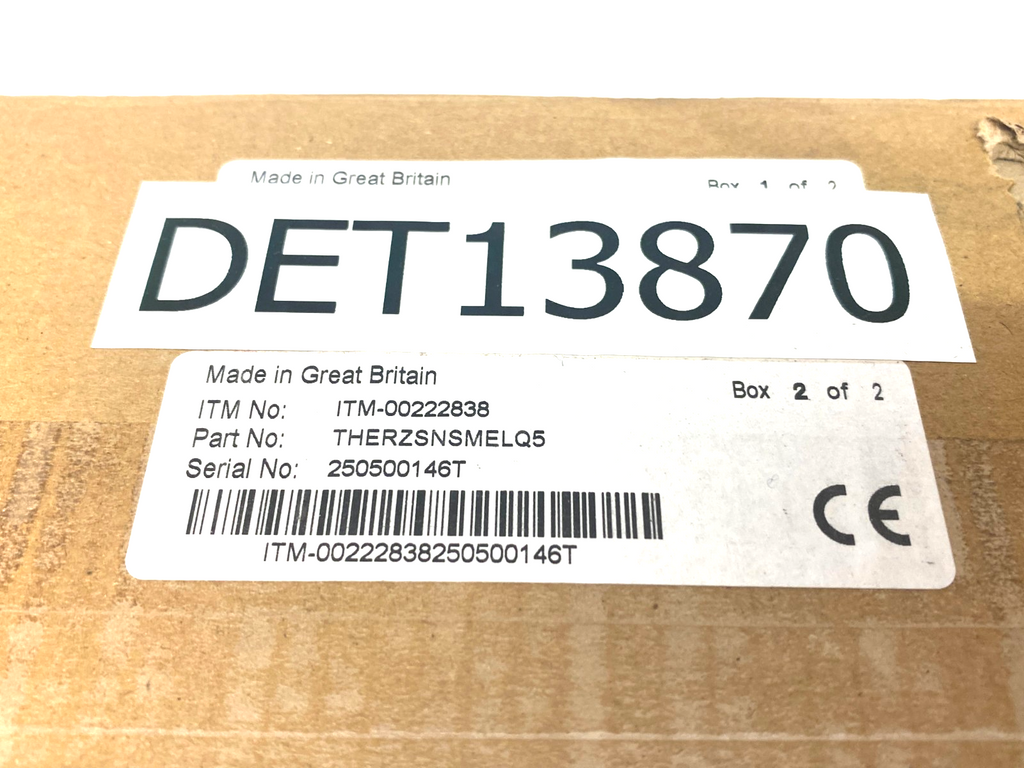 Made in Great Britain
Box 1 of 2
DET13870
Made in Great Britain
Box 2 of 2
ITM No: ITM-00222838
Part No: THERZSNSMELQ5
Serial No: 250500146T
CE
ITM-00222838250500146T